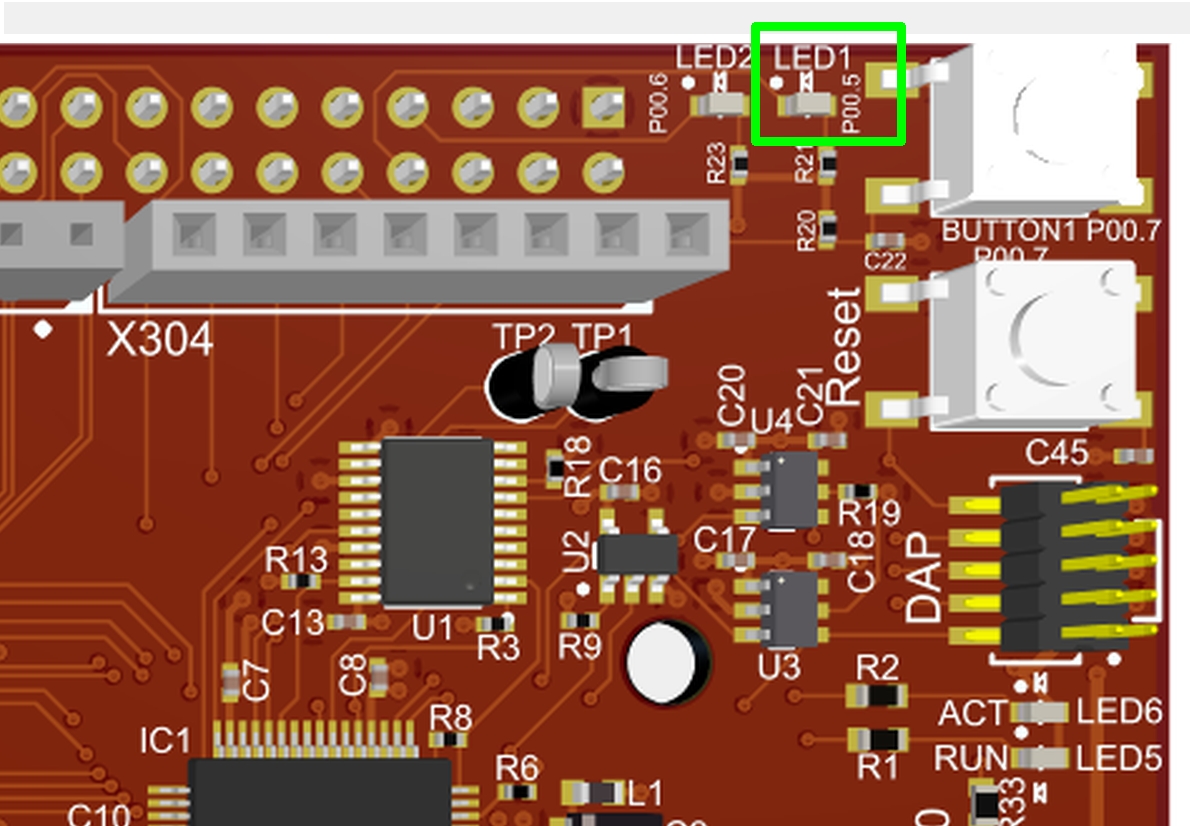 LED2
LED1
P00.6
P00.5
R23
R21
R20
C22
BUTTON1 P00.7
P00.7
X304
TP2
TP1
Reset
C20
U4
C21
C45
R18
C16
R19
U2
C17
C18
DAP
R13
C13
U1
R3
R9
U3
C7
C8
R2
ACT
LED6
IC1
R8
R1
RUN
LED5
R6
L1
R33
C10